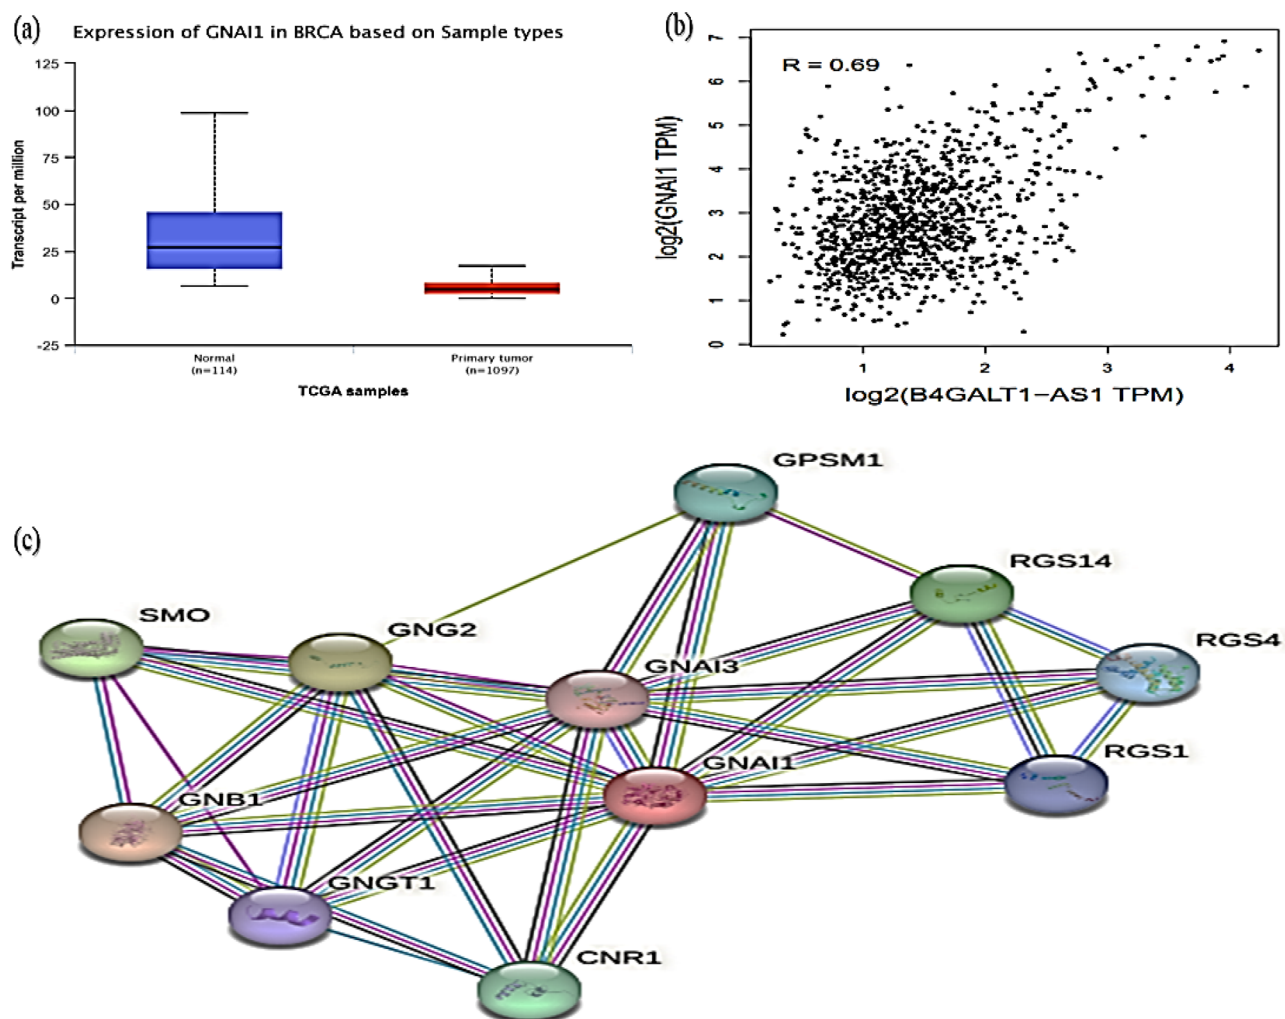 (a)
Expression of GNAI1 in BRCA based on Sample types
125
100
75
50
25
0
-25
Transcript per million
Normal
(n=114)
Primary tumor
(n=1097)
TCGA samples
(b)
R = 0.69
7
6
5
4
3
2
1
0
log2(GNAI1 TPM)
1 2 3 4
log2(B4GALT1−AS1 TPM)
(c)
GPSM1
RGS14
SMO
GNG2
GNAI3
RGS4
GNAI1
RGS1
GNB1
GNGT1
CNR1